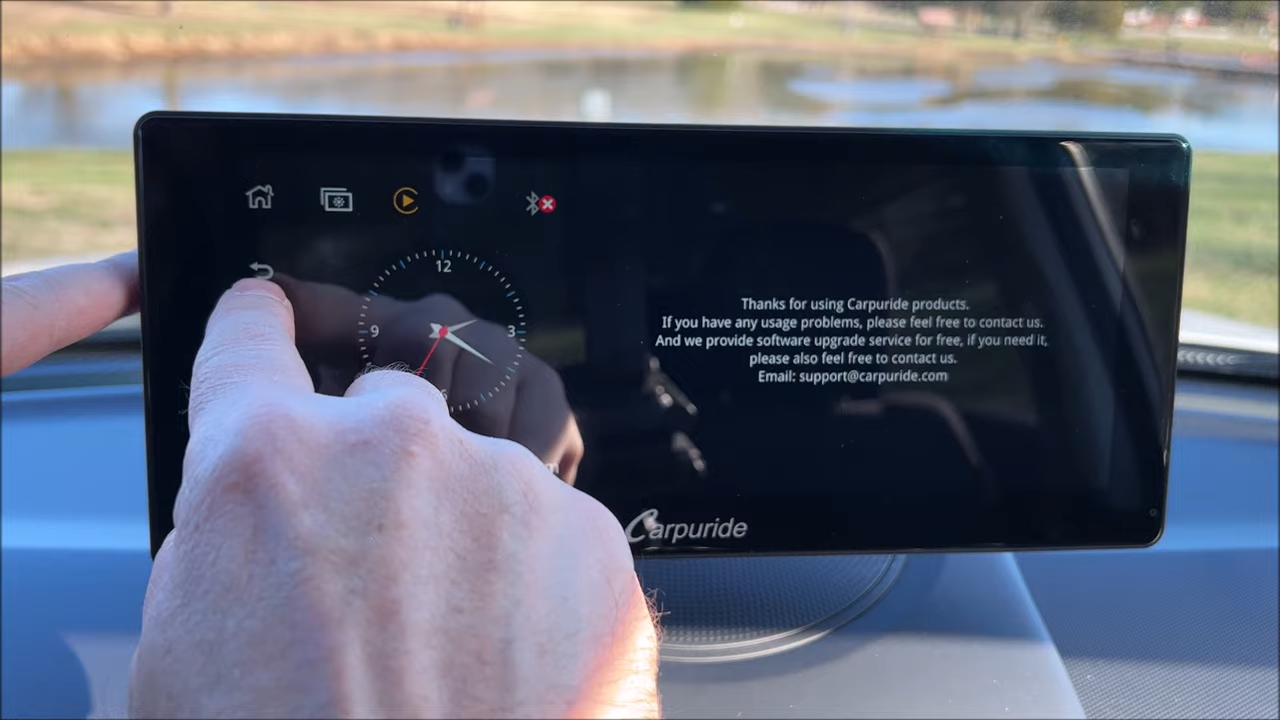 12
9
3
Thanks for using Carpuride products.
If you have any usage problems, please feel free to contact us.
And we provide software upgrade service for free, if you need it,
please also feel free to contact us.
Email: support@carpuride.com
Carpuride